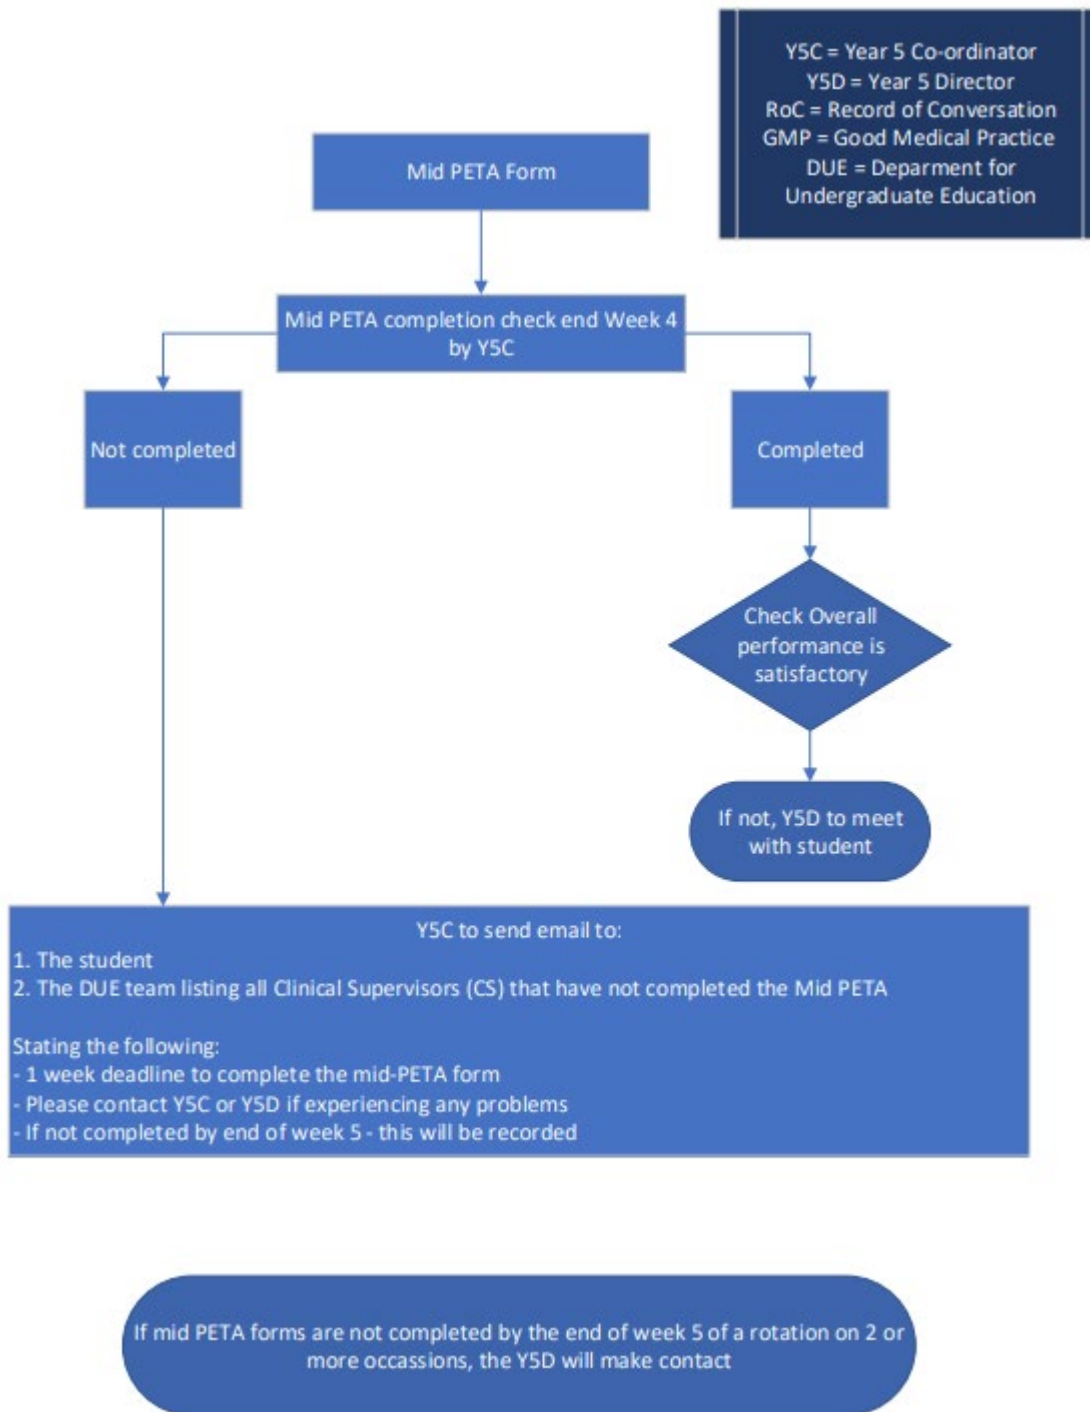 Y5C = Year 5 Co-ordinator
Y5D = Year 5 Director
RoC = Record of Conversation
GMP = Good Medical Practice
DUE = Deparment for
Undergraduate Education
Mid PETA Form
Mid PETA completion check end Week 4
by Y5C
Not completed
Completed
Check Overall
performance is
satisfactory
If not, Y5D to meet
with student
Y5C to send email to:
1. The student
2. The DUE team listing all Clinical Supervisors (CS) that have not completed the Mid PETA
Stating the following:
- 1 week deadline to complete the mid-PETA form
- Please contact Y5C or Y5D if experiencing any problems
- If not completed by end of week 5 - this will be recorded
If mid PETA forms are not completed by the end of week 5 of a rotation on 2 or
more occassions, the Y5D will make contact